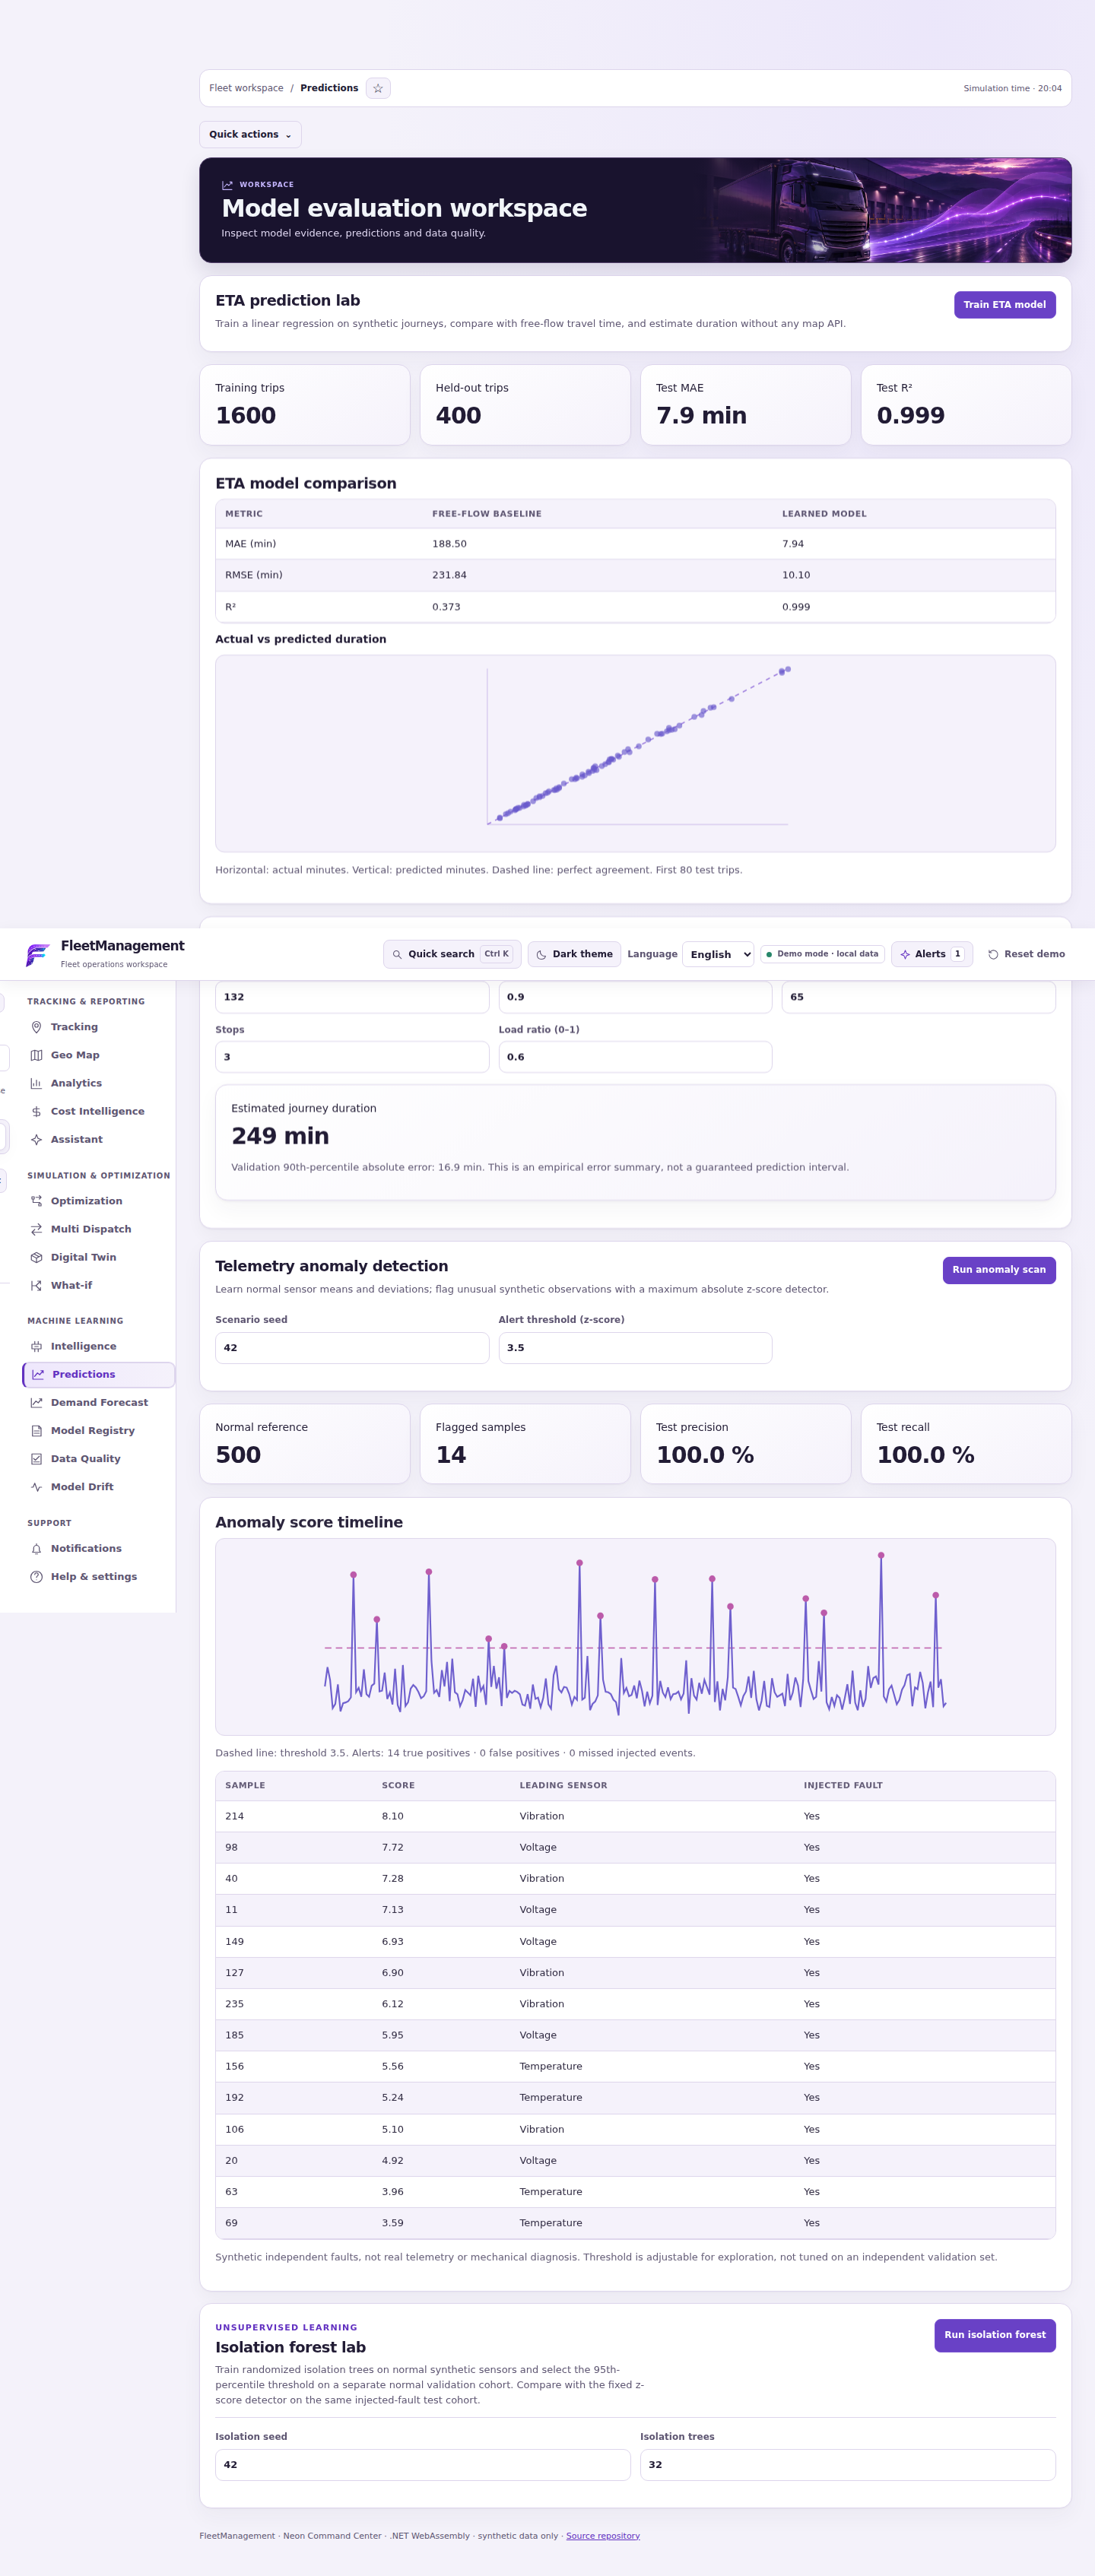 Fleet workspace / Predictions ☆
Simulation time · 20:04
Quick actions
WORKSPACE
Model evaluation workspace
Inspect model evidence, predictions and data quality.
ETA prediction lab
Train ETA model
Train a linear regression on synthetic journeys, compare with free-flow travel time, and estimate duration without any map API.
Training trips
1600
Held-out trips
400
Test MAE
7.9 min
Test R²
0.999
ETA model comparison
METRIC FREE-FLOW BASELINE LEARNED MODEL
MAE (min) 188.50 7.94
RMSE (min) 231.84 10.10
R² 0.373 0.999
Actual vs predicted duration
Horizontal: actual minutes. Vertical: predicted minutes. Dashed line: perfect agreement. First 80 test trips.
FleetManagement
Fleet operations workspace
Quick search Ctrl K
Dark theme
Language English
Demo mode · local data
Alerts 1
Reset demo
TRACKING & REPORTING
Tracking
Geo Map
Analytics
Cost Intelligence
Assistant
SIMULATION & OPTIMIZATION
Optimization
Multi Dispatch
Digital Twin
What-if
MACHINE LEARNING
Intelligence
Predictions
Demand Forecast
Model Registry
Data Quality
Model Drift
SUPPORT
Notifications
Help & settings
132 0.9 65
Stops Load ratio (0–1)
3 0.6
Estimated journey duration
249 min
Validation 90th-percentile absolute error: 16.9 min. This is an empirical error summary, not a guaranteed prediction interval.
Telemetry anomaly detection
Run anomaly scan
Learn normal sensor means and deviations; flag unusual synthetic observations with a maximum absolute z-score detector.
Scenario seed Alert threshold (z-score)
42 3.5
Normal reference
500
Flagged samples
14
Test precision
100.0 %
Test recall
100.0 %
Anomaly score timeline
Dashed line: threshold 3.5. Alerts: 14 true positives · 0 false positives · 0 missed injected events.
SAMPLE SCORE LEADING SENSOR INJECTED FAULT
214 8.10 Vibration Yes
98 7.72 Voltage Yes
40 7.28 Vibration Yes
11 7.13 Voltage Yes
149 6.93 Voltage Yes
127 6.90 Vibration Yes
235 6.12 Vibration Yes
185 5.95 Voltage Yes
156 5.56 Temperature Yes
192 5.24 Temperature Yes
106 5.10 Vibration Yes
20 4.92 Voltage Yes
63 3.96 Temperature Yes
69 3.59 Temperature Yes
Synthetic independent faults, not real telemetry or mechanical diagnosis. Threshold is adjustable for exploration, not tuned on an independent validation set.
UNSUPERVISED LEARNING
Isolation forest lab
Run isolation forest
Train randomized isolation trees on normal synthetic sensors and select the 95th-
percentile threshold on a separate normal validation cohort. Compare with the fixed z-
score detector on the same injected-fault test cohort.
Isolation seed Isolation trees
42 32
FleetManagement · Neon Command Center · .NET WebAssembly · synthetic data only · Source repository